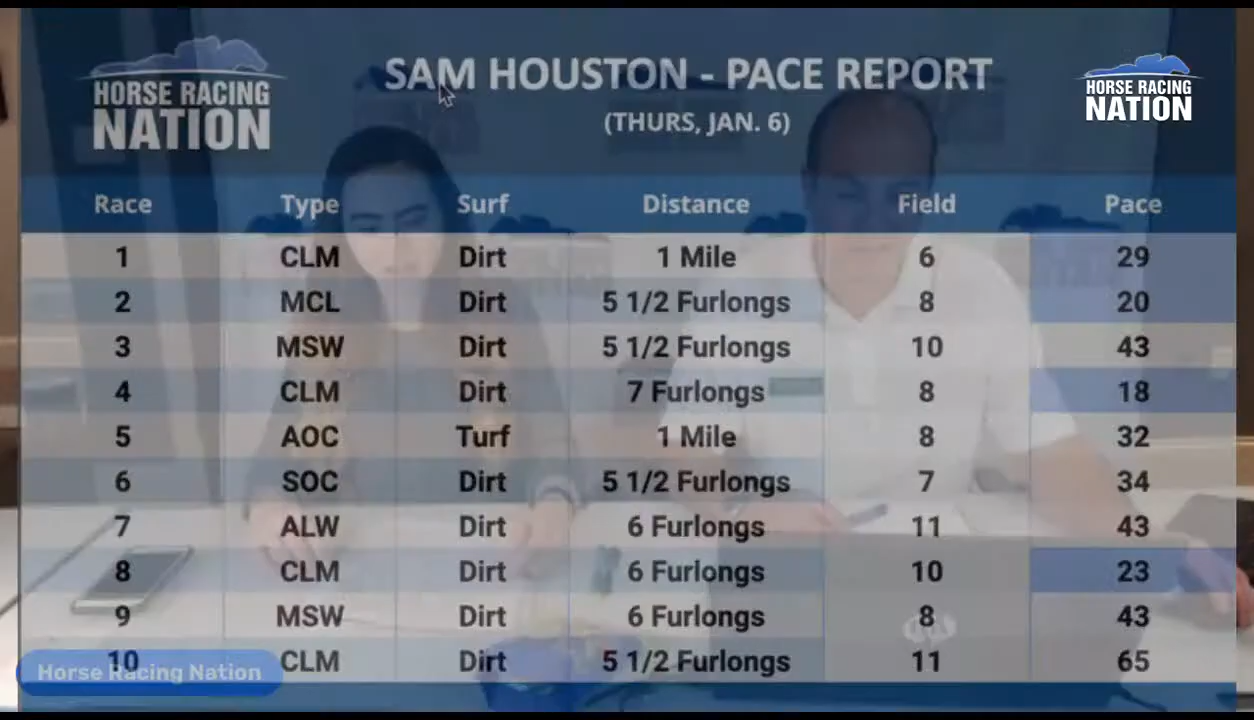 HORSE RACING
NATION
SAM HOUSTON - PACE REPORT
(THURS, JAN. 6)
HORSE RACING
NATION
Race Type Surf Distance Field Pace
1 CLM Dirt 1 Mile 6 29
2 MCL Dirt 5 1/2 Furlongs 8 20
3 MSW Dirt 5 1/2 Furlongs 10 43
4 CLM Dirt 7 Furlongs 8 18
5 AOC Turf 1 Mile 8 32
6 SOC Dirt 5 1/2 Furlongs 7 34
7 ALW Dirt 6 Furlongs 11 43
8 CLM Dirt 6 Furlongs 10 23
9 MSW Dirt 6 Furlongs 8 43
10 CLM Dirt 5 1/2 Furlongs 11 65
Horse Racing Nation